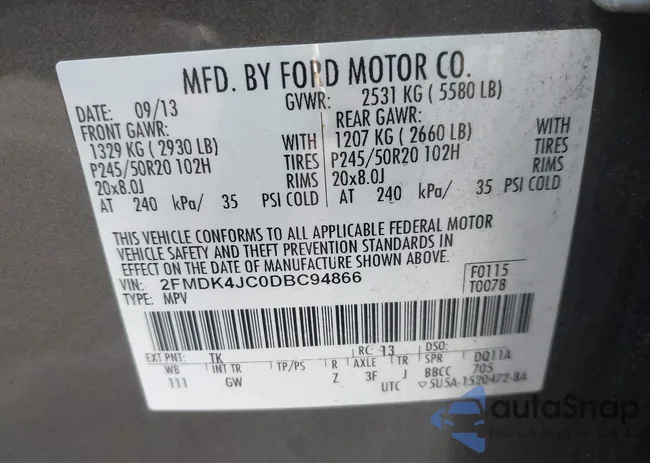 MFD. BY FORD MOTOR CO.
DATE: 09/13 GVWR: 2531 KG ( 5580 LB)
FRONT GAWR: REAR GAWR:
1329 KG ( 2930 LB) WITH 1207 KG ( 2660 LB) WITH
P245/50R20 102H TIRES P245/50R20 102H TIRES
20x8.0J RIMS 20x8.0J RIMS
AT 240 kPa/ 35 PSI COLD AT 240 kPa/ 35 PSI COLD
THIS VEHICLE CONFORMS TO ALL APPLICABLE FEDERAL MOTOR
VEHICLE SAFETY AND THEFT PREVENTION STANDARDS IN
EFFECT ON THE DATE OF MANUFACTURE SHOWN ABOVE.
VIN: 2FMDK4JC0DBC94866 F0115
TYPE: MPV T0078
EXT PNT: TK RC: 13 DSO:
WB INT TR TP/PS R AXLE TR SPR DQ11A
111 GW Z 3F J BBCC 705
UTC 5U5A-1520472-BA
autoSnap